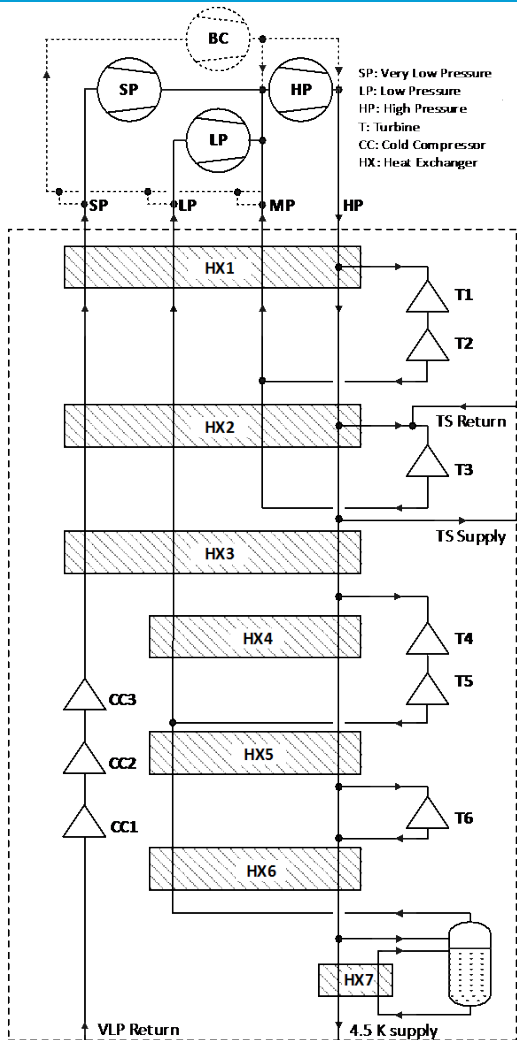 BC
SP
HP
LP
SP: Very Low Pressure
LP: Low Pressure
HP: High Pressure
T: Turbine
CC: Cold Compressor
HX: Heat Exchanger
SP
LP
MP
HP
HX1
T1
T2
HX2
TS Return
T3
TS Supply
HX3
HX4
T4
T5
CC3
CC2
HX5
CC1
T6
HX6
HX7
VLP Return
4.5 K supply